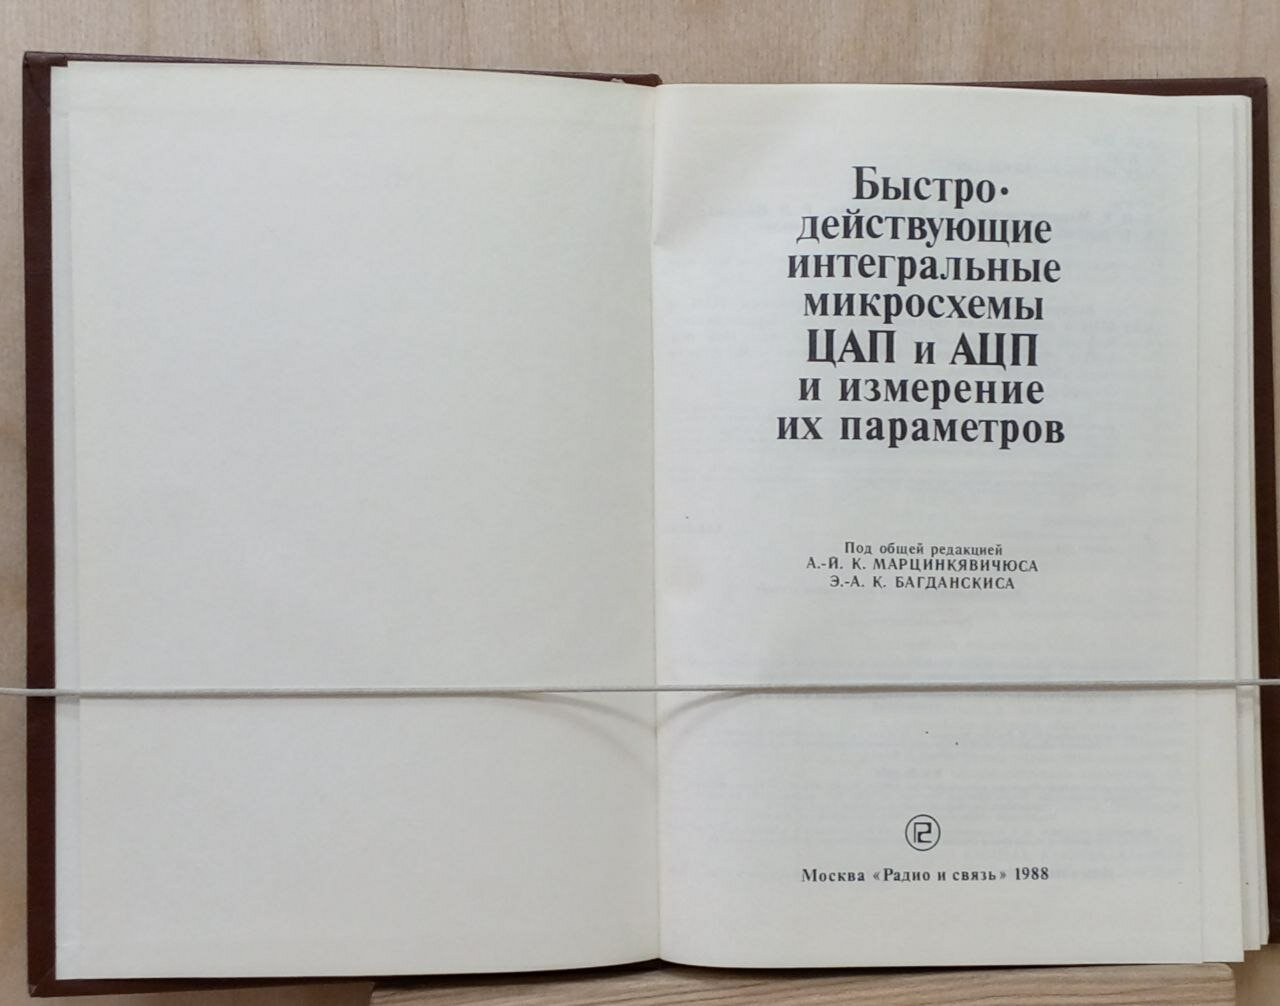 Быстро-
действующие
интегральные
микросхемы
ЦАП и АЦП
и измерение
их параметров
Под общей редакцией
А.-Й. К. МАРЦИНКЯВИЧЮСА
Э.-А. К. БАГДАНСКИСА
Москва «Радио и связь» 1988